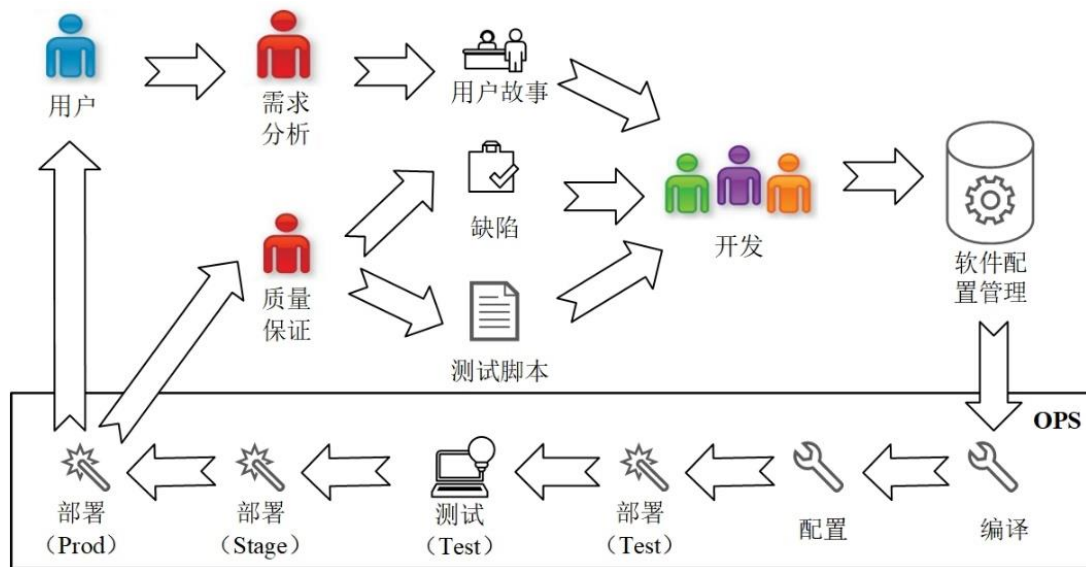 用户
需求
分析
用户故事
缺陷
质量
保证
测试脚本
开发
软件配
置管理
OPS
部署
（Prod）
部署
（Stage）
测试
（Test）
部署
（Test）
配置
编译